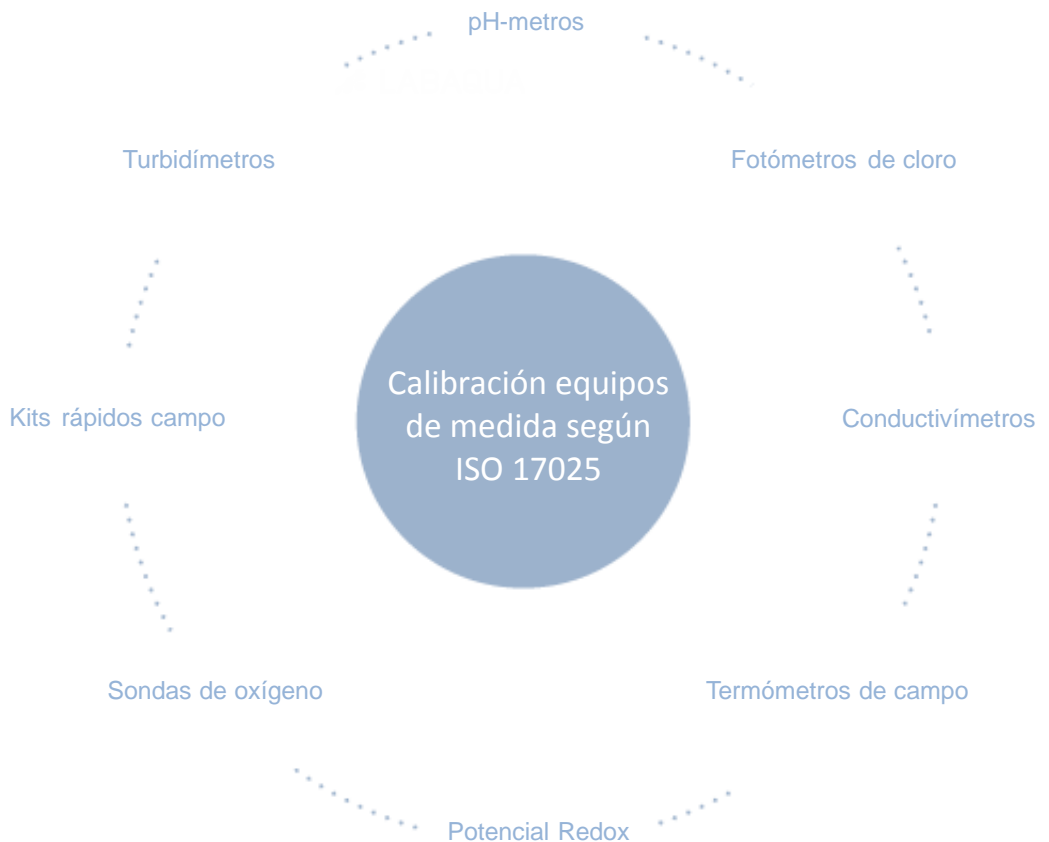 pH-metros
Turbidímetros
Fotómetros de cloro
Calibración equipos
de medida según
ISO 17025
Kits rápidos campo
Conductivímetros
Sondas de oxígeno
Termómetros de campo
Potencial Redox